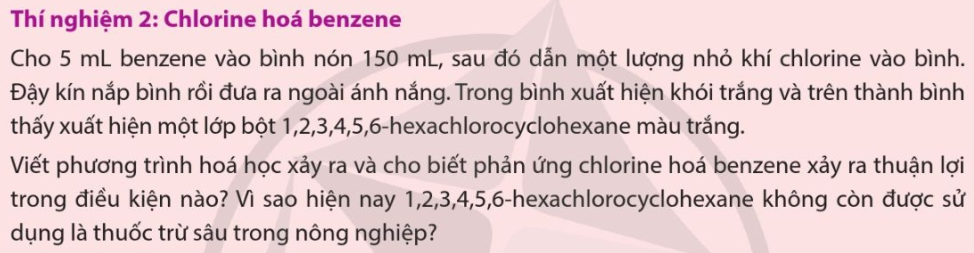 Thí nghiệm 2: Chlorine hoá benzene
Cho 5 mL benzene vào bình nón 150 mL, sau đó dẫn một lượng nhỏ khí chlorine vào bình.
Đậy kín nắp bình rồi đưa ra ngoài ánh nắng. Trong bình xuất hiện khói trắng và trên thành bình
thấy xuất hiện một lớp bột 1,2,3,4,5,6-hexachlorocyclohexane màu trắng.
Viết phương trình hoá học xảy ra và cho biết phản ứng chlorine hoá benzene xảy ra thuận lợi
trong điều kiện nào? Vì sao hiện nay 1,2,3,4,5,6-hexachlorocyclohexane không còn được sử
dụng là thuốc trừ sâu trong nông nghiệp?